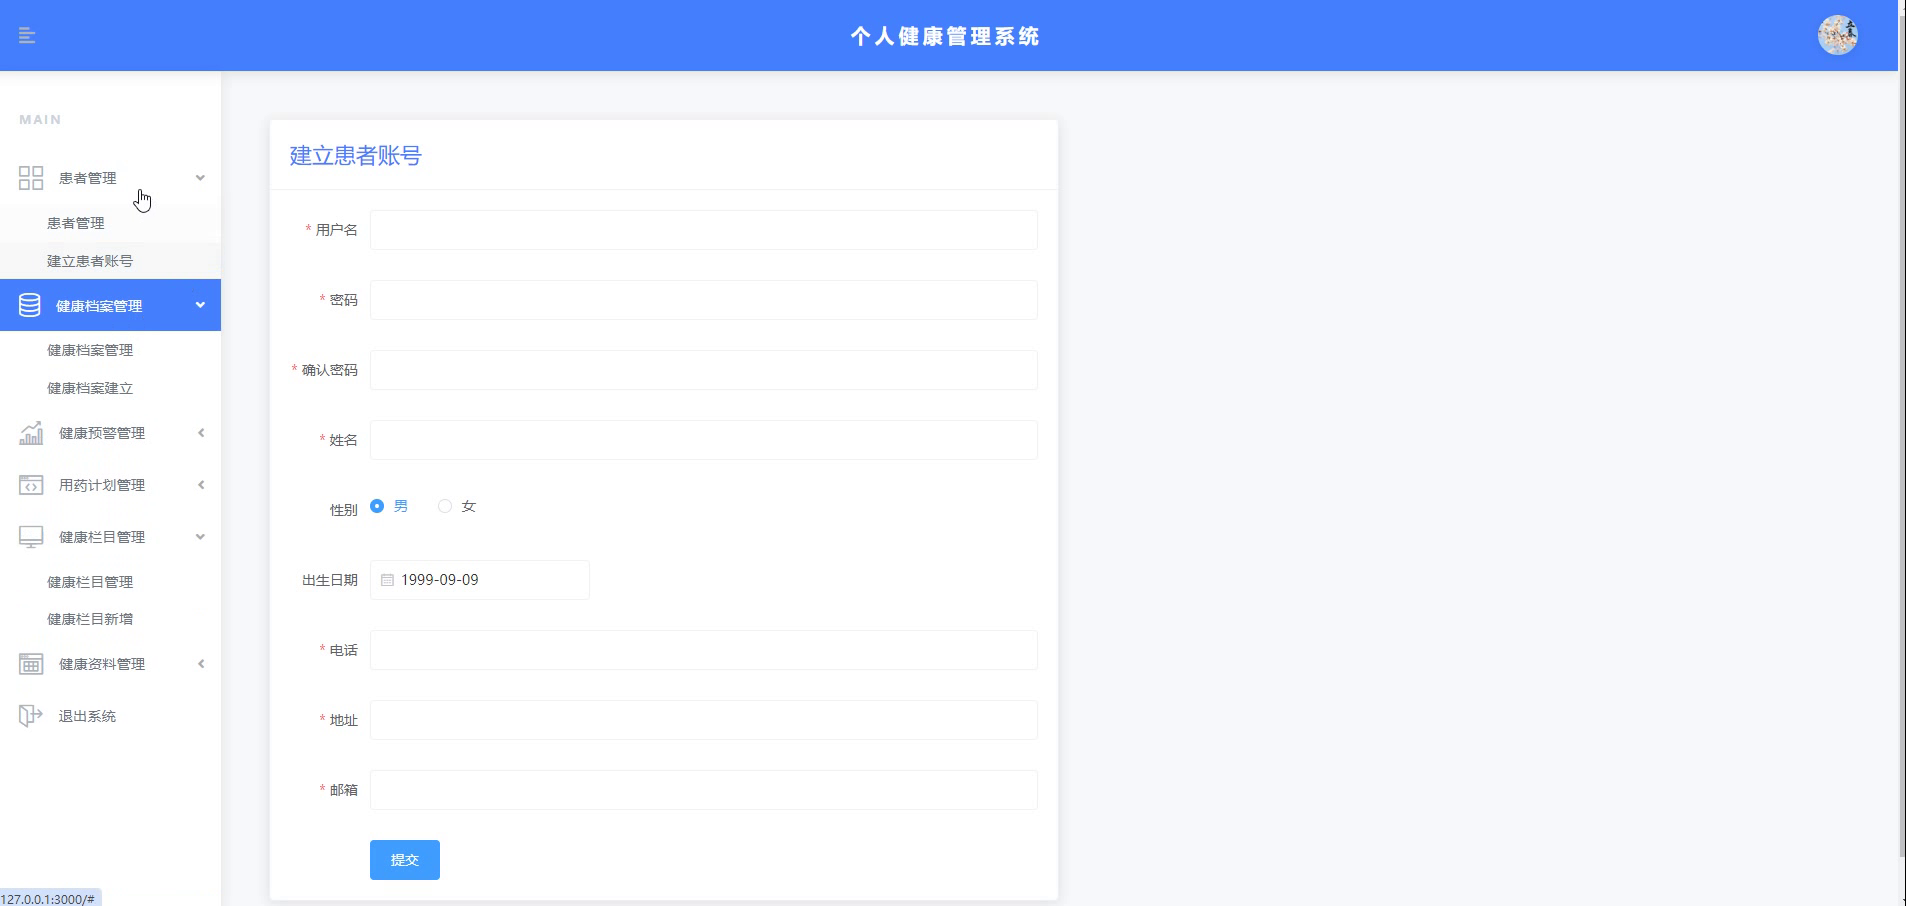 个人健康管理系统
MAIN
患者管理
患者管理
建立患者账号
健康档案管理
健康档案管理
健康档案建立
健康预警管理
用药计划管理
健康栏目管理
健康栏目管理
健康栏目新增
健康资料管理
退出系统
建立患者账号
* 用户名
* 密码
* 确认密码
* 姓名
性别 男 女
出生日期 1999-09-09
* 电话
* 地址
* 邮箱
提交
127.0.0.1:3000/#